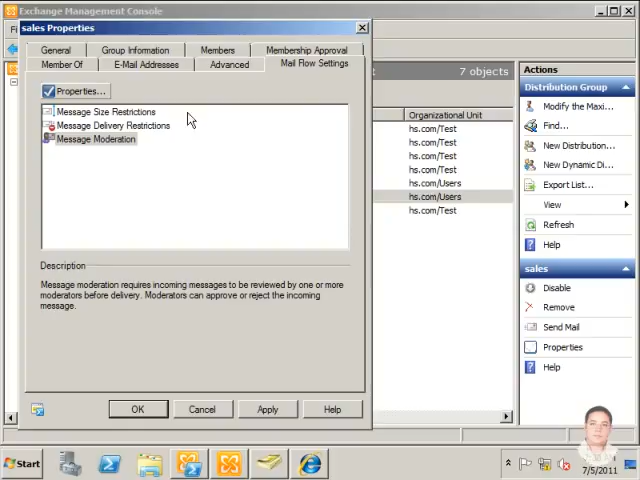 Exchange Management Console
sales Properties
General
Group Information
Members
Membership Approval
Member Of
E-Mail Addresses
Advanced
Mail Flow Settings
Properties...
Message Size Restrictions
Message Delivery Restrictions
Message Moderation
Description
Message moderation requires incoming messages to be reviewed by one or more
moderators before delivery. Moderators can approve or reject the incoming
message.
OK
Cancel
Apply
Help
7 objects
Organizational Unit
hs.com/Test
hs.com/Test
hs.com/Test
hs.com/Test
hs.com/Users
hs.com/Users
hs.com/Test
Actions
Distribution Group
Modify the Maxi...
Find...
New Distribution...
New Dynamic Di...
Export List...
View
Refresh
Help
sales
Disable
Remove
Send Mail
Properties
Help
Start
7/5/2011